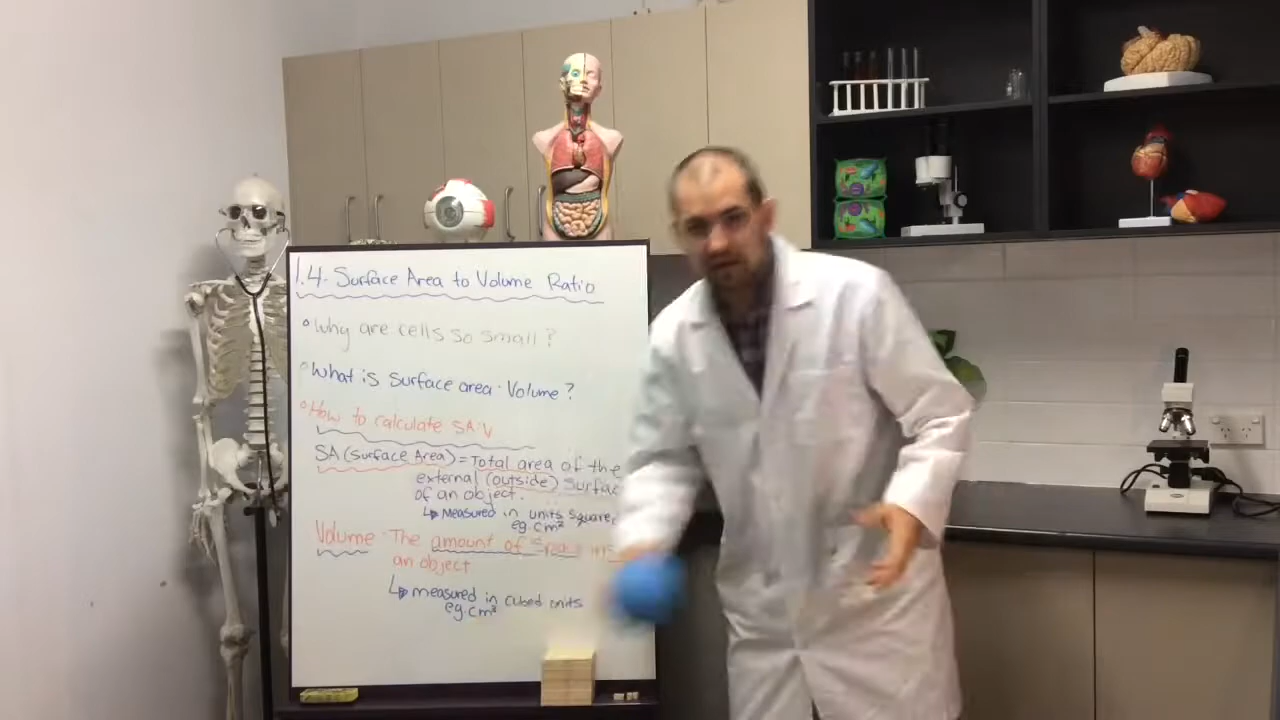 1.4. Surface Area to Volume Ratio
Why are cells so small?
What is surface area: Volume?
How to calculate SA:V
SA (Surface Area) = Total area of the
external (outside) surfac
of an object.
↳ Measured in units square
eg. cm²
Volume: The amount of
an object
↳ measured in cubed units
eg. cm³